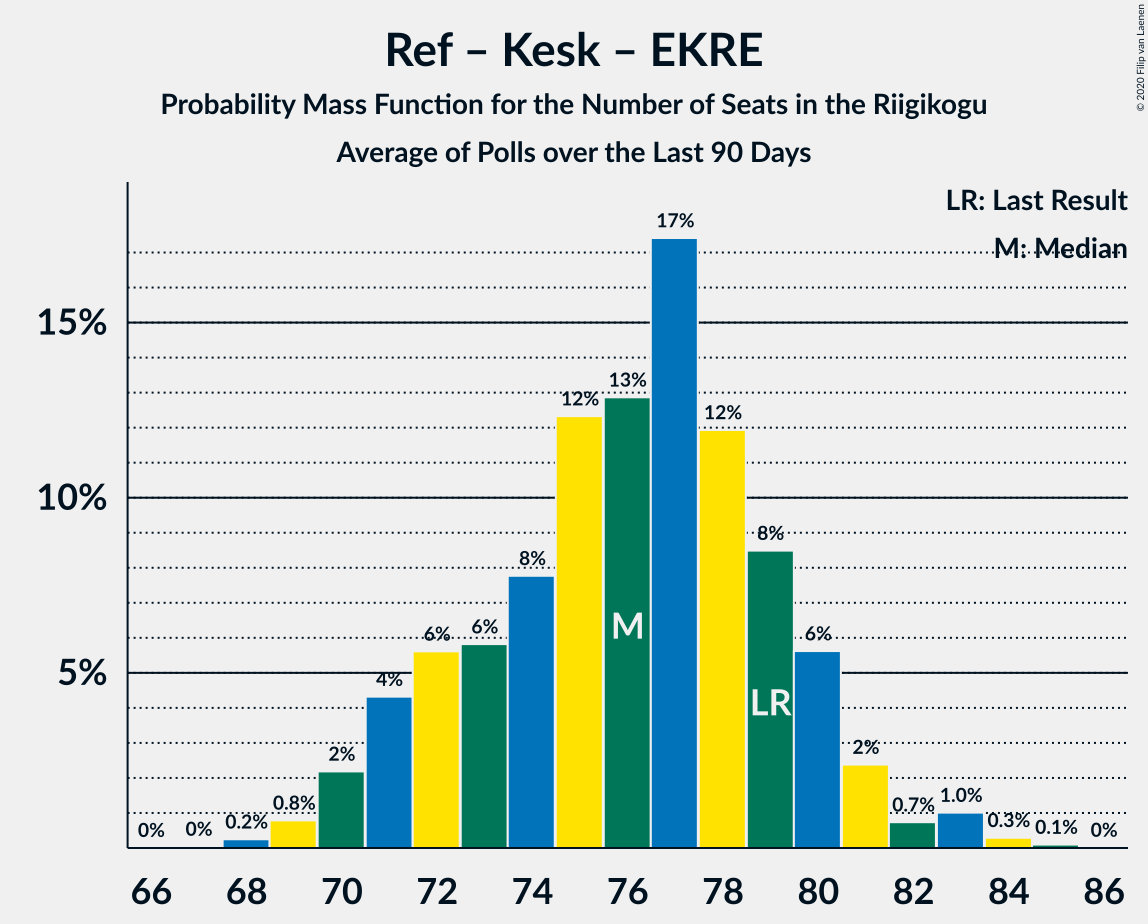 Ref – Kesk – EKRE
Probability Mass Function for the Number of Seats in the Riigikogu
Average of Polls over the Last 90 Days
© 2020 Filip van Laenen
LR: Last Result
M: Median
15%
10%
5%
0%
0%
0.2%
0.8%
2%
4%
6%
6%
8%
12%
13%
17%
12%
8%
6%
2%
0.7%
1.0%
0.3%
0.1%
0%
M
LR
66 68 70 72 74 76 78 80 82 84 86